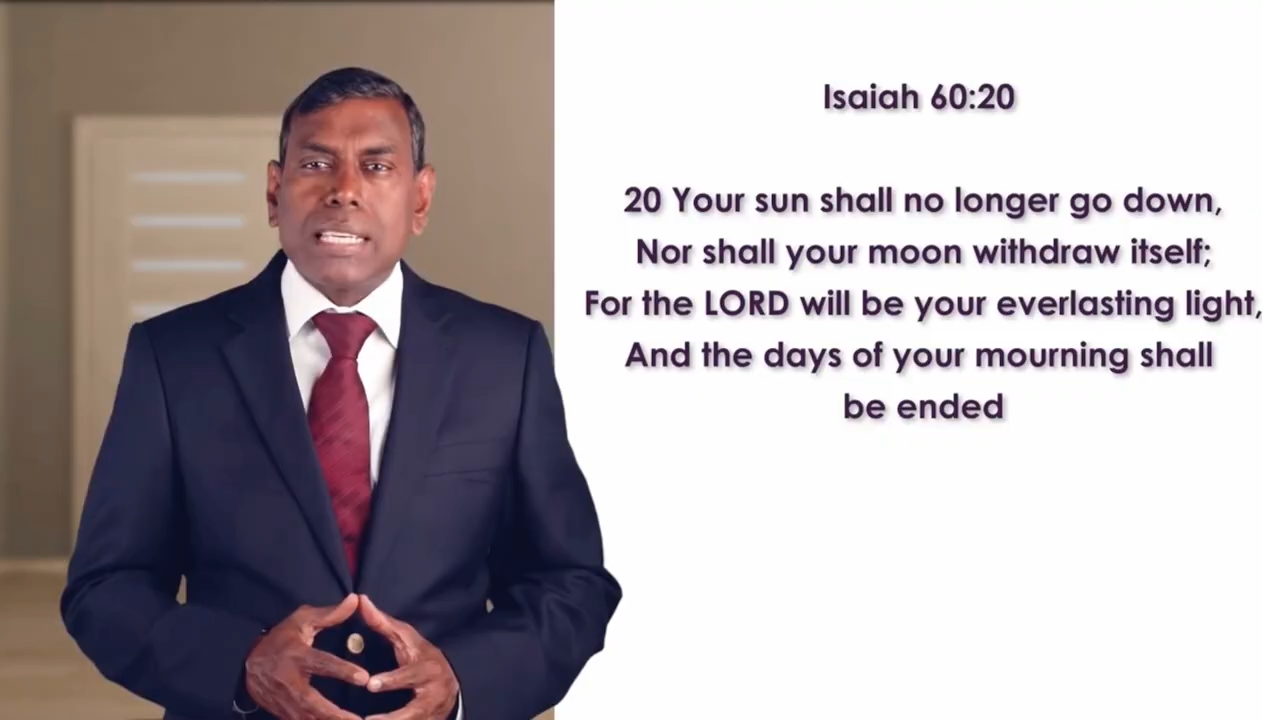 Isaiah 60:20
20 Your sun shall no longer go down,
Nor shall your moon withdraw itself;
For the LORD will be your everlasting light,
And the days of your mourning shall
be ended